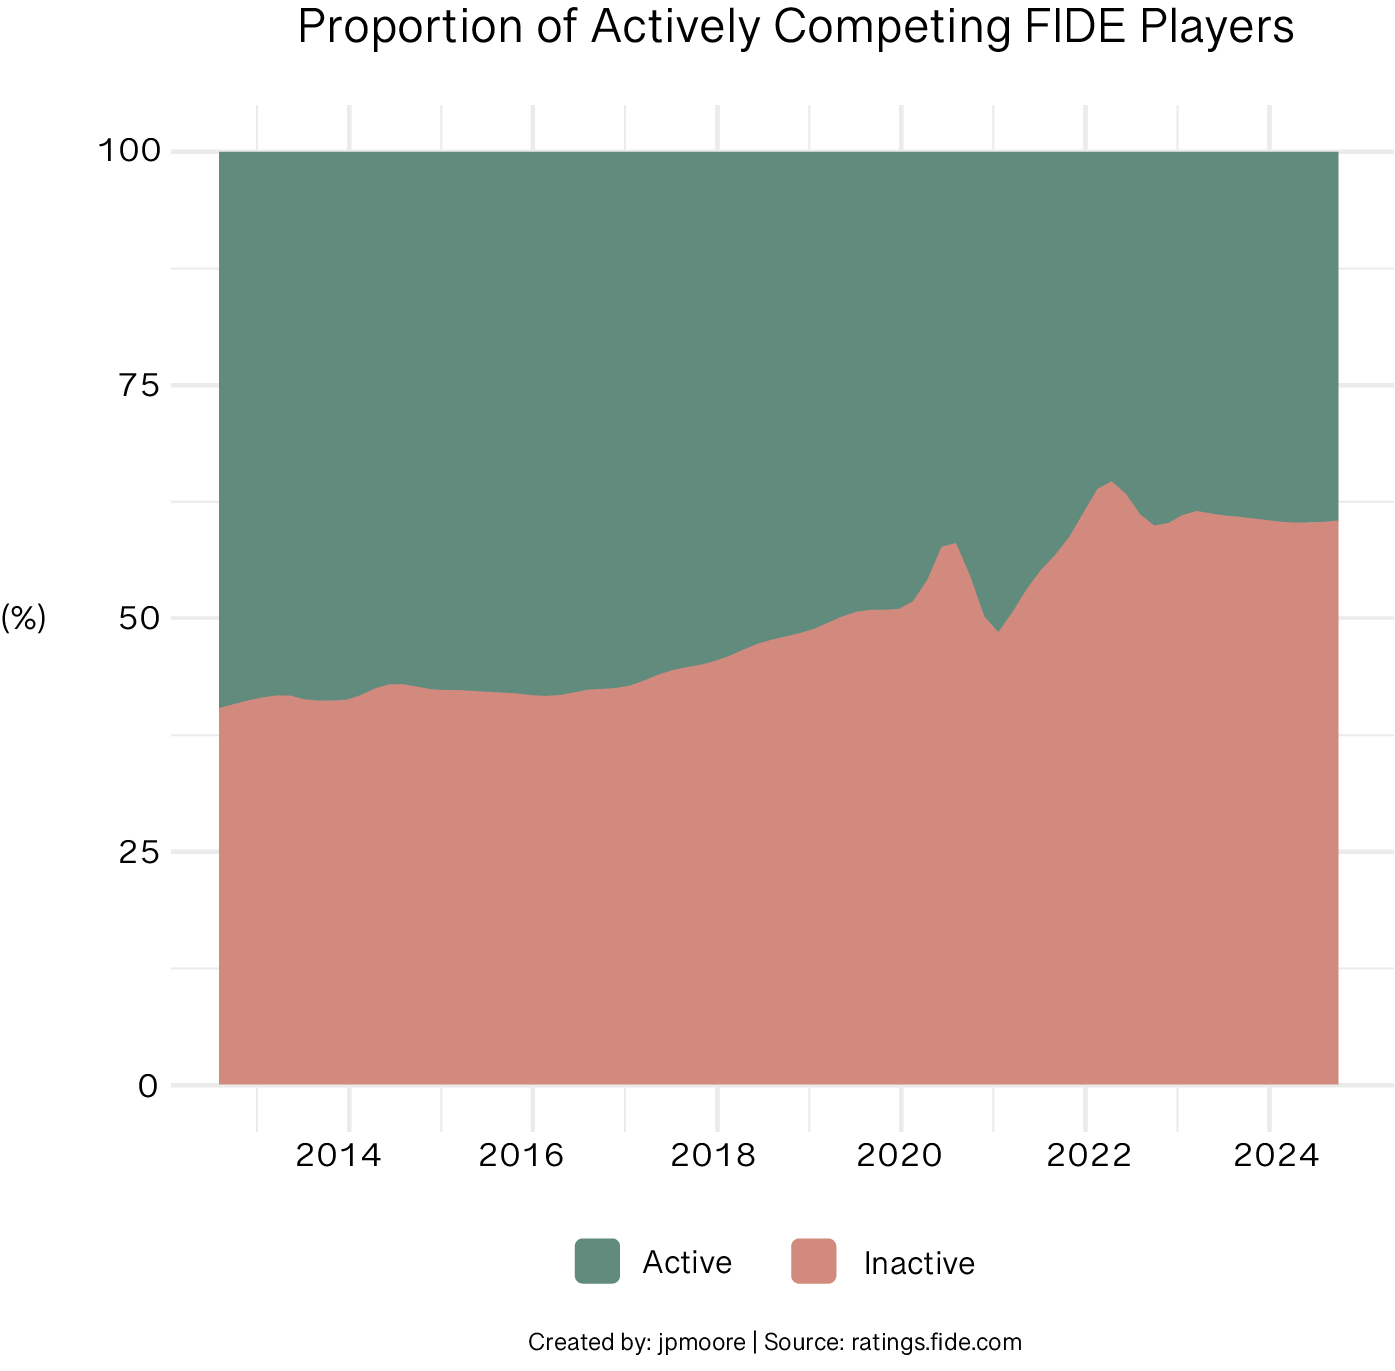 Proportion of Actively Competing FIDE Players
100
75
(%)
50
25
0
2014 2016 2018 2020 2022 2024
Active Inactive
Created by: jpmoore | Source: ratings.fide.com